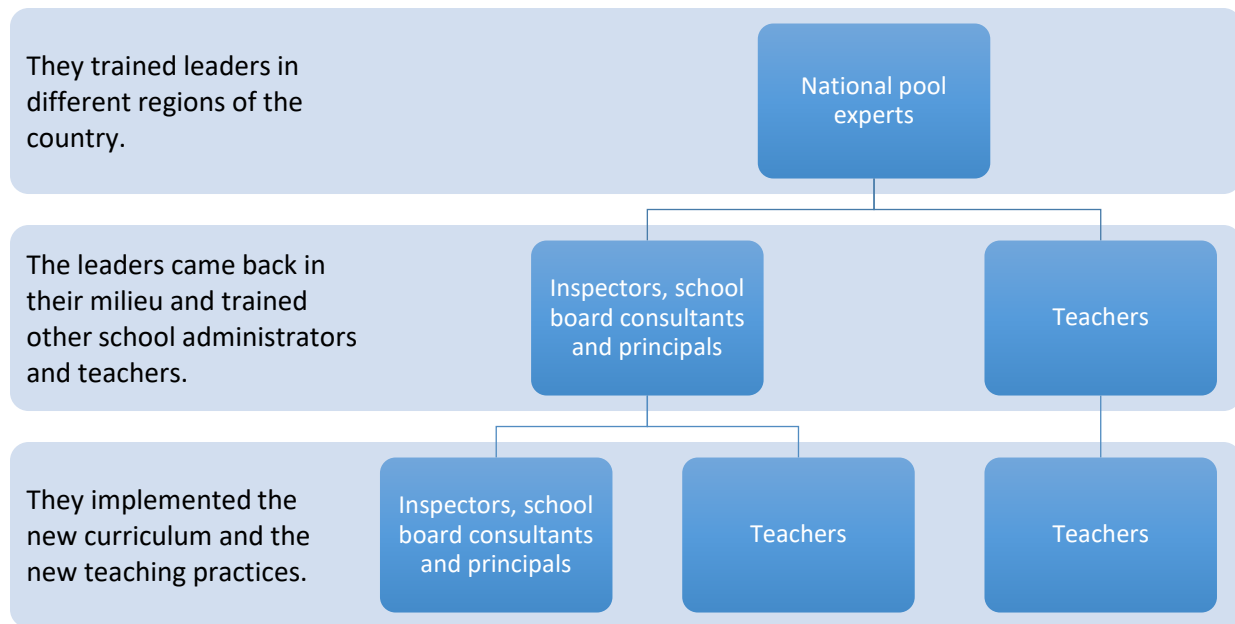 They trained leaders in
different regions of the
country.
National pool
experts
The leaders came back in
their milieu and trained
other school administrators
and teachers.
Inspectors, school
board consultants
and principals
Teachers
They implemented the
new curriculum and the
new teaching practices.
Inspectors, school
board consultants
and principals
Teachers
Teachers